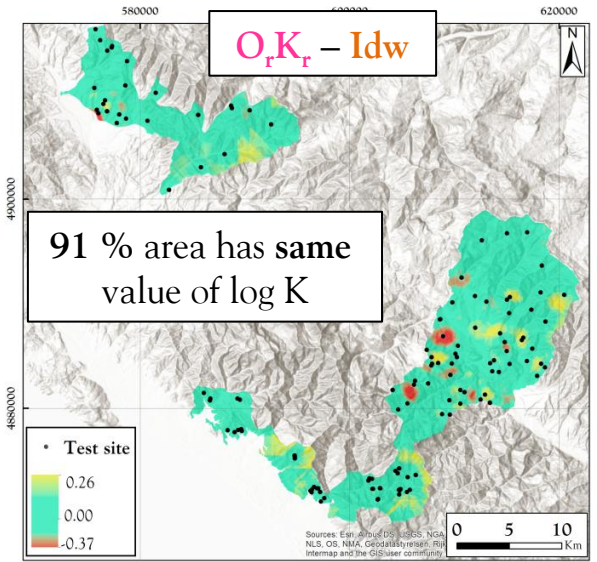 580000
620000
O_rK_r – Idw
N
4900000
91 % area has same
value of log K
4880000
Test site
0.26
0.00
-0.37
0 5 10
Km
Sources: Esri, Airbus DS, USGS, NGA,
NLS, OS, NMA, Geodatastyrelsen,
Intermap and the GIS user community